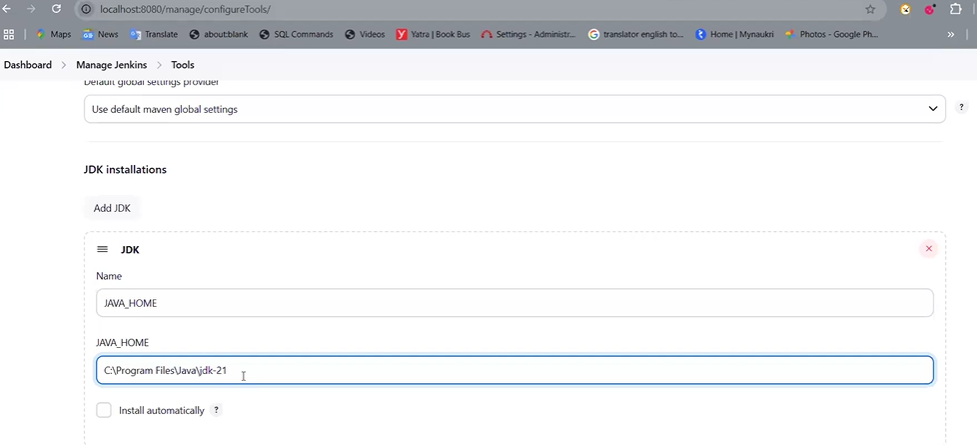 localhost:8080/manage/configureTools/
Maps News Translate about:blank SQL Commands Videos Yatra | Book Bus Settings - Administr... translator english to... Home | Mynaukri Photos - Google Ph... »
Dashboard > Manage Jenkins > Tools
Default global settings provider
Use default maven global settings
?
JDK installations
Add JDK
JDK
Name
JAVA_HOME
JAVA_HOME
C:\Program Files\Java\jdk-21
Install automatically ?